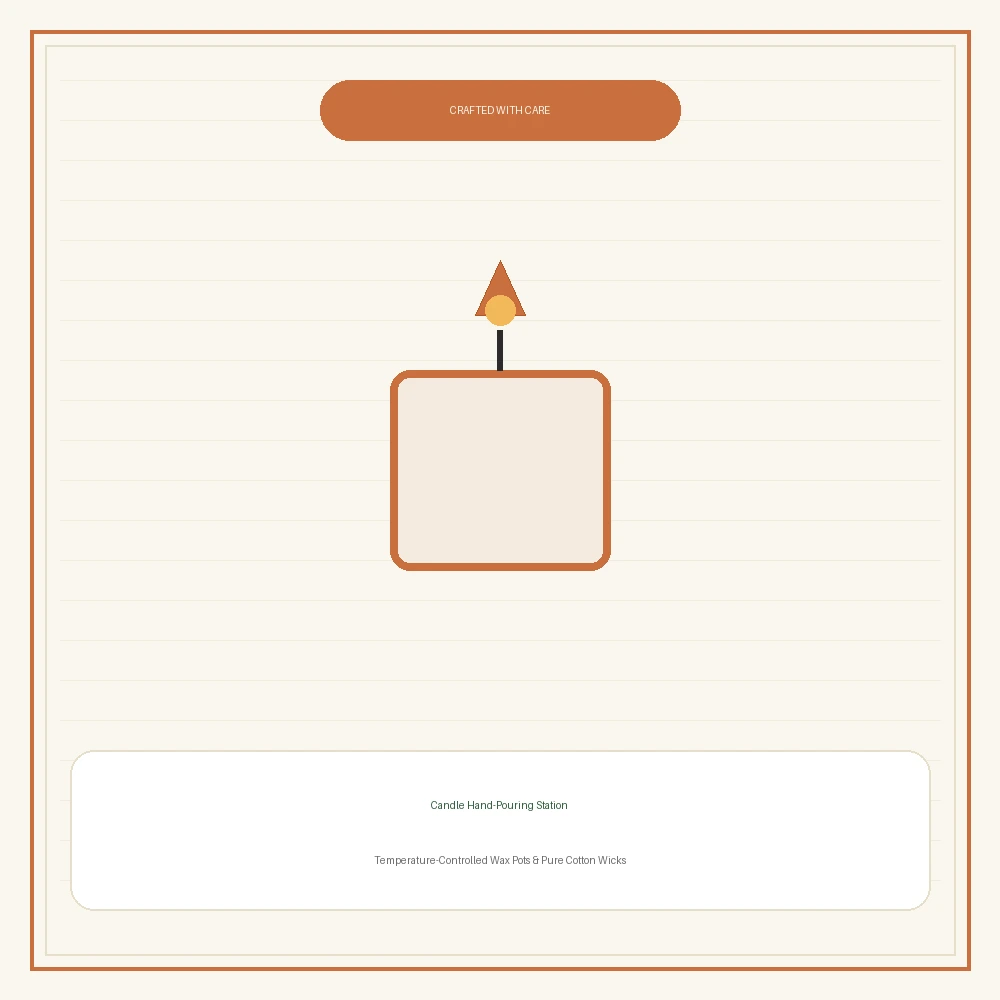 CRAFTED WITH CARE
Candle Hand-Pouring Station
Temperature-Controlled Wax Pots & Pure Cotton Wicks